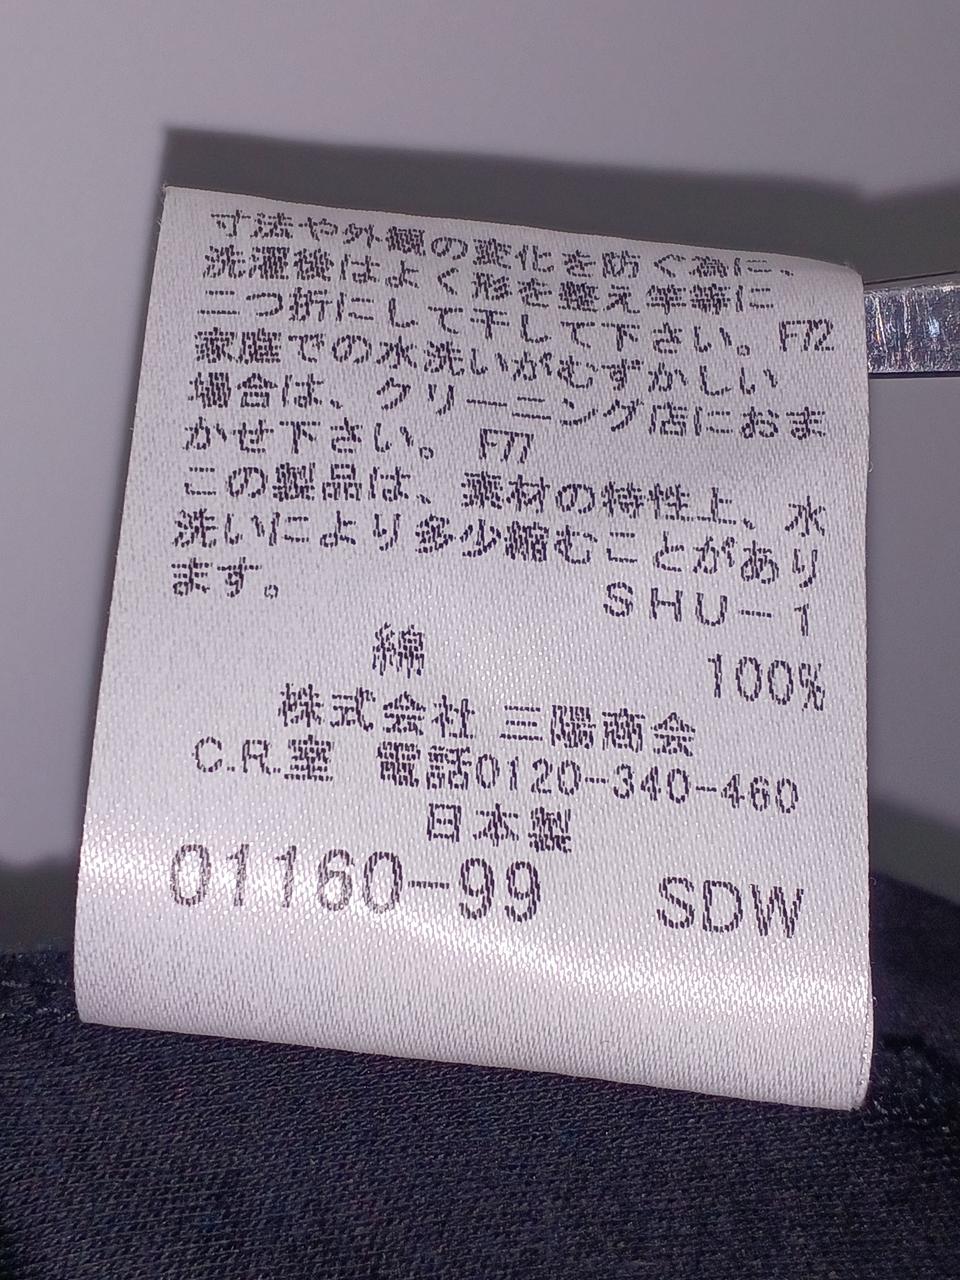 寸法や外観の変化を防ぐ為に、
洗濯後はよく形を整え竿等に
二つ折にして干して下さい。 F72
家庭での水洗いがむずかしい
場合は、クリーニング店におま
かせ下さい。 F77
この製品は、素材の特性上、水
洗いにより多少縮むことがあり
ます。 SHU-1
綿 100%
株式会社 三陽商会
C.R.室 電話0120-340-460
日本製
01160-99 SDW